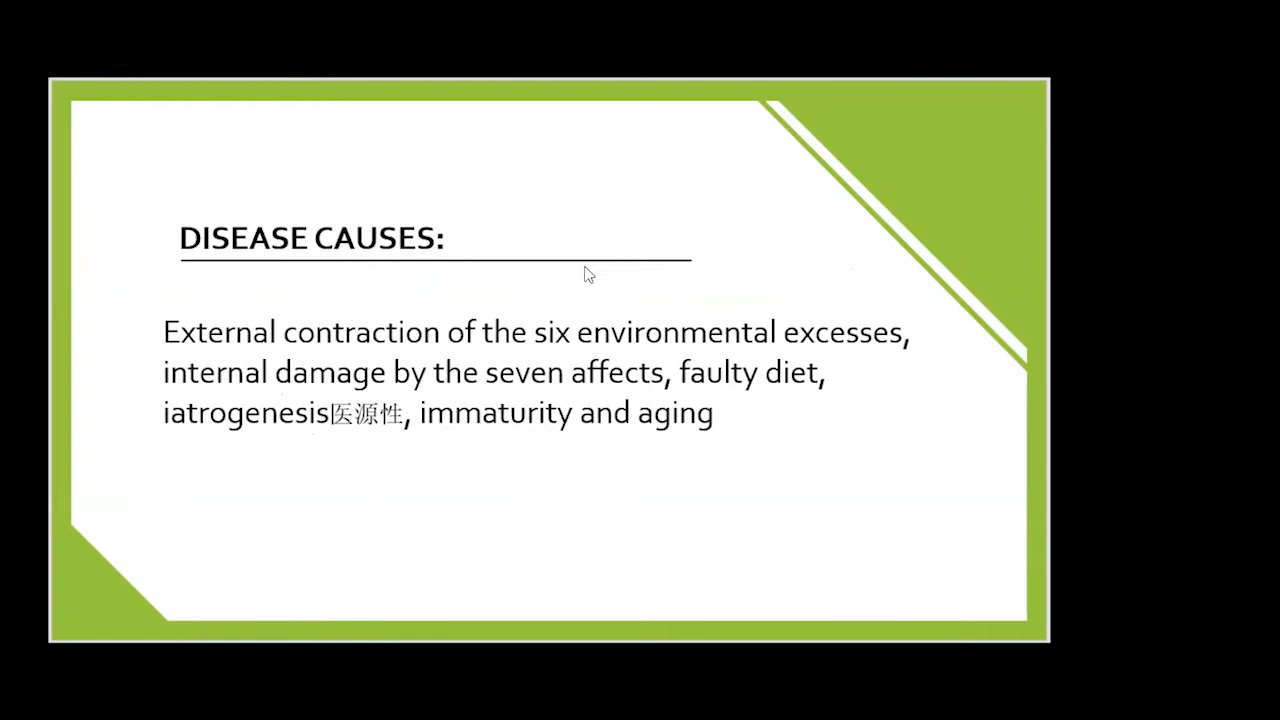 DISEASE CAUSES:
External contraction of the six environmental excesses,
internal damage by the seven affects, faulty diet,
iatrogenesis医源性, immaturity and aging